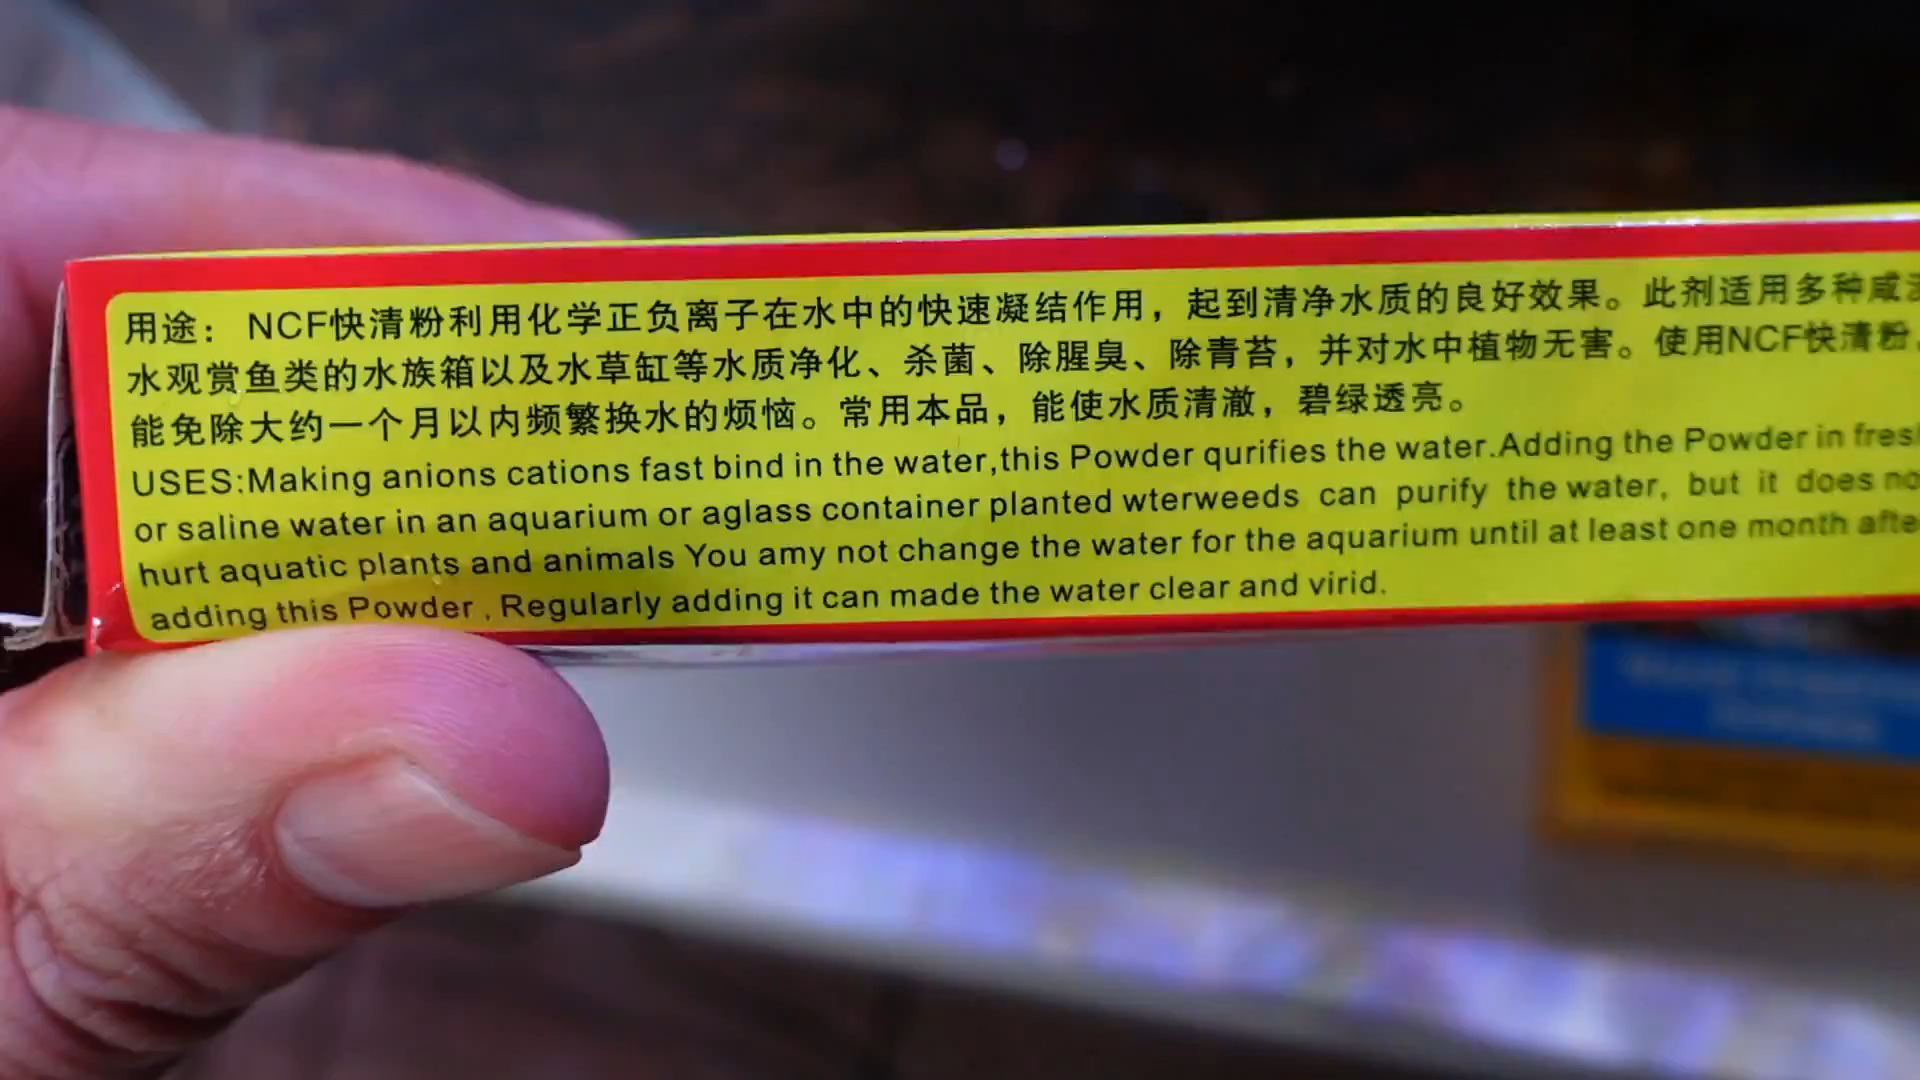 用途： NCF快清粉利用化学正负离子在水中的快速凝结作用，起到清净水质的良好效果。此剂适用多种咸
水观赏鱼类的水族箱以及水草缸等水质净化、杀菌、除腥臭、除青苔，并对水中植物无害。使用NCF快清粉
能免除大约一个月以内频繁换水的烦恼。常用本品，能使水质清澈，碧绿透亮。
USES:Making anions cations fast bind in the water,this Powder qurifies the water.Adding the Powder in fres
or saline water in an aquarium or aglass container planted wterweeds can purify the water, but it does no
hurt aquatic plants and animals You amy not change the water for the aquarium until at least one month afte
adding this Powder . Regularly adding it can made the water clear and virid.